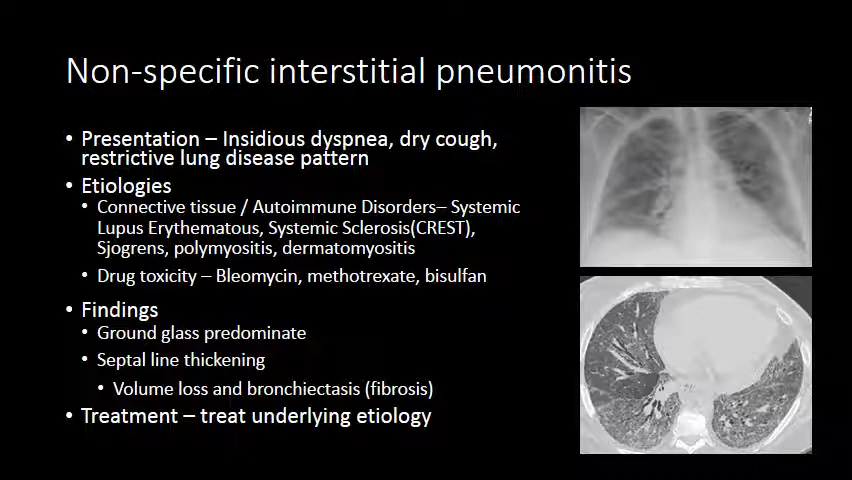 Non-specific interstitial pneumonitis
• Presentation – Insidious dyspnea, dry cough,
restrictive lung disease pattern
• Etiologies
• Connective tissue / Autoimmune Disorders– Systemic
Lupus Erythematous, Systemic Sclerosis(CREST),
Sjogrens, polymyositis, dermatomyositis
• Drug toxicity – Bleomycin, methotrexate, bisulfan
• Findings
• Ground glass predominate
• Septal line thickening
• Volume loss and bronchiectasis (fibrosis)
• Treatment – treat underlying etiology